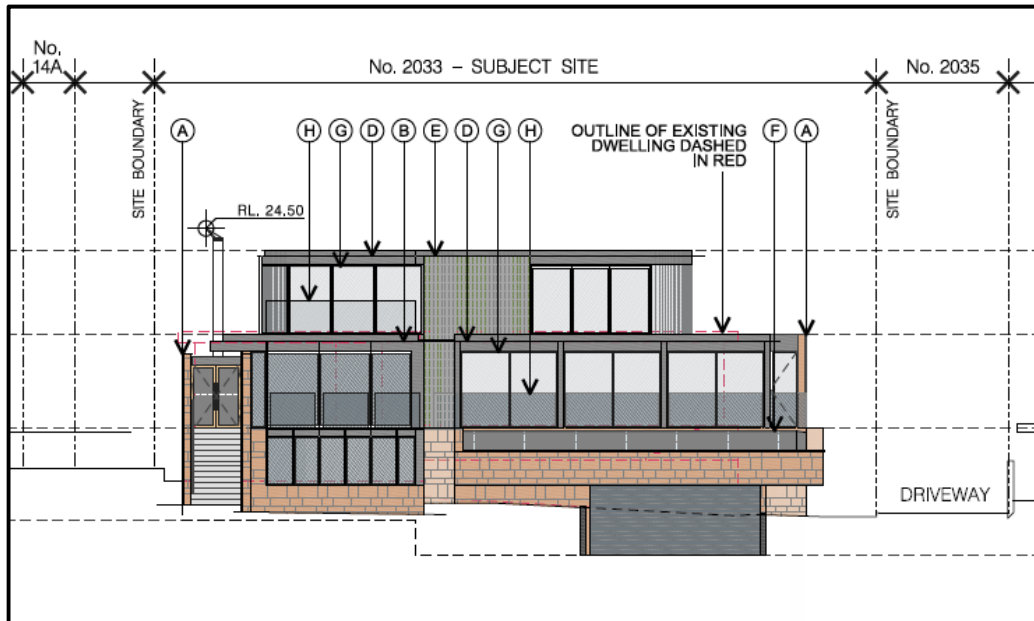 No.
14A
No. 2033 – SUBJECT SITE
No. 2035
SITE BOUNDARY
A
H
G
D
B
E
D
G
H
OUTLINE OF EXISTING
DWELLING DASHED
IN RED
F
A
SITE BOUNDARY
RL. 24.50
DRIVEWAY